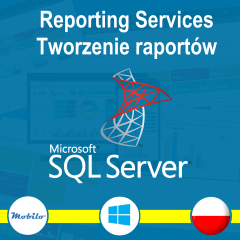 Reporting Services
Tworzenie raportów
Microsoft
SQL Server
Mobilo